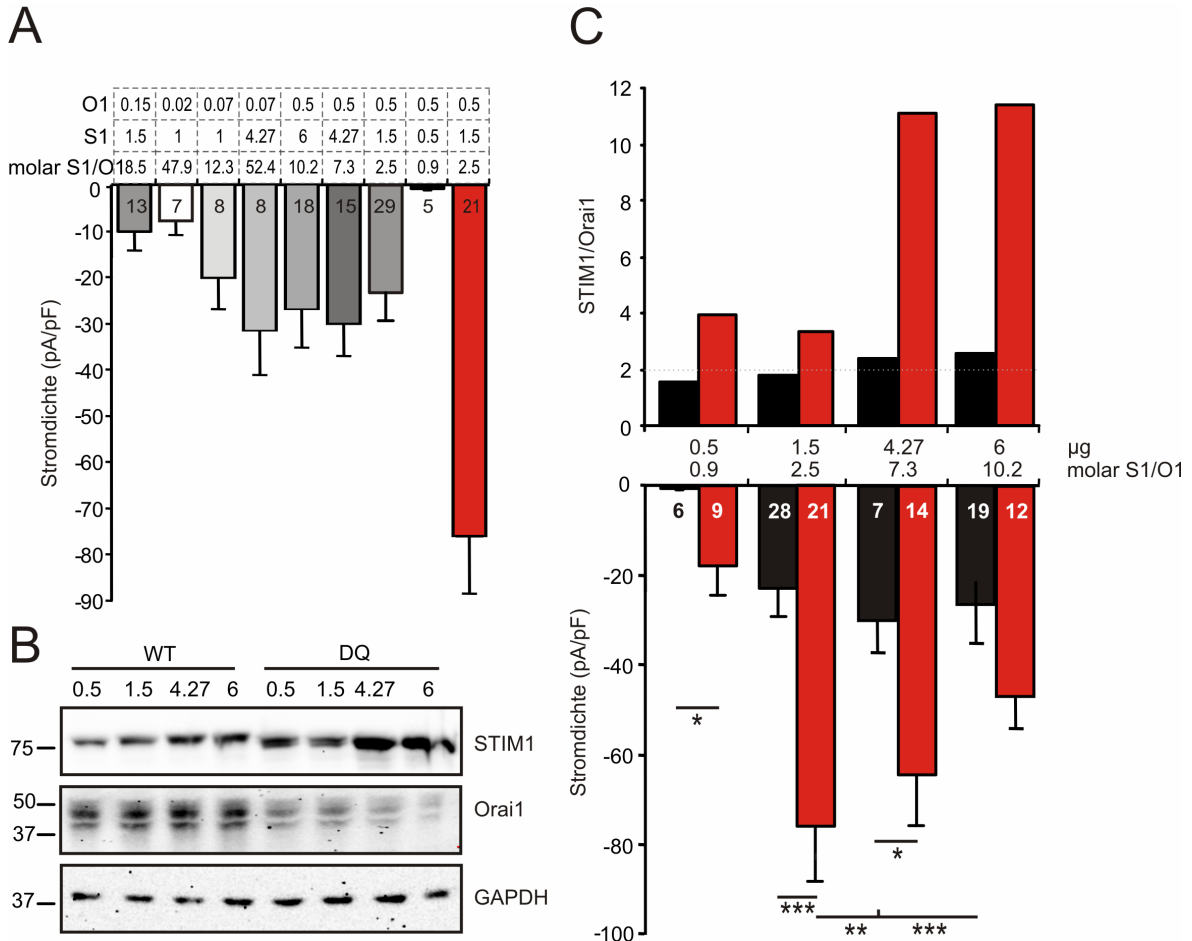 A
O1 0.15 0.02 0.07 0.07 0.5 0.5 0.5 0.5 0.5
S1 1.5 1 1 4.27 6 4.27 1.5 0.5 1.5
molar S1/O 18.5 47.9 12.3 52.4 10.2 7.3 2.5 0.9 2.5
13 7 8 8 18 15 29 5 21
0
-10
-20
-30
-40
-50
-60
-70
-80
-90
Stromdichte (pA/pF)
B
WT DQ
0.5 1.5 4.27 6 0.5 1.5 4.27 6
75 STIM1
50
Orai1
37
37 GAPDH
C
12
10
8
6
4
2
0
STIM1/Orai1
0.5 1.5 4.27 6 µg
0.9 2.5 7.3 10.2 molar S1/O1
6 9 28 21 7 14 19 12
0
-20
-40
-60
-80
-100
Stromdichte (pA/pF)
*
*
***
** ***